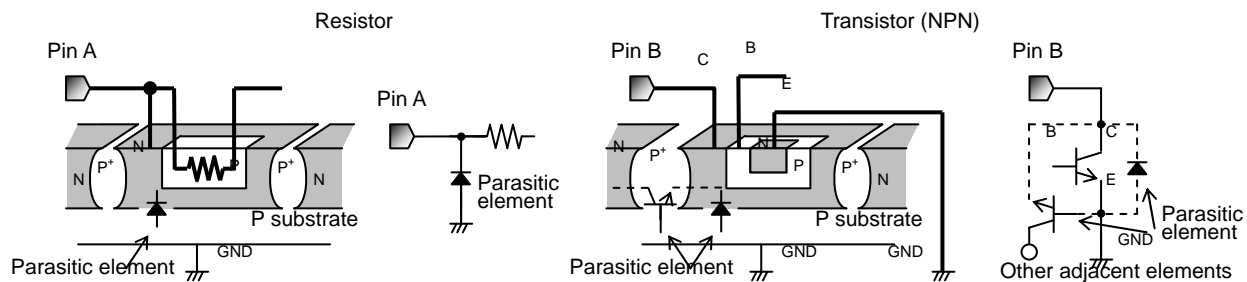 Resistor
Transistor (NPN)
Pin A
Pin A
N
P
N
P+
P+
N
Parasitic element
P substrate
GND
Parasitic element
Pin B
C
B
E
N
P+
N
N
P
P+
N
P substrate
GND
GND
Parasitic element
Pin B
B
C
E
GND
Parasitic element
Other adjacent elements